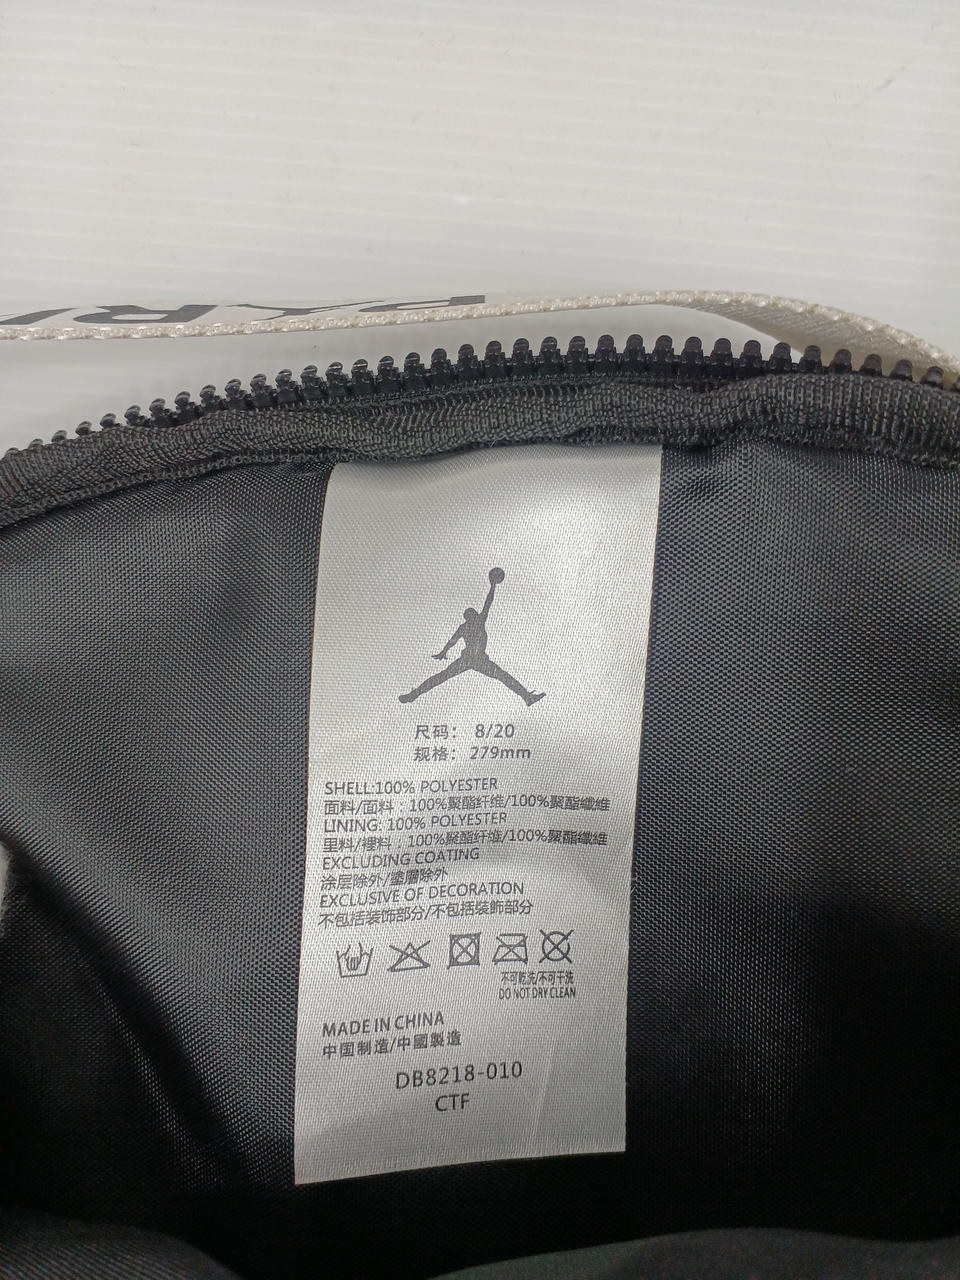 尺码： 8/20
规格： 279mm
SHELL:100% POLYESTER
面料/面料：100%聚酯纤维/100%聚酯纖維
LINING: 100% POLYESTER
里料/裡料：100%聚酯纤维/100%聚酯纖維
EXCLUDING COATING
涂层除外/塗層除外
EXCLUSIVE OF DECORATION
不包括装饰部分/不包括裝飾部分
不可乾洗/不可干洗
DO NOT DRY CLEAN
MADE IN CHINA
中国制造/中國製造
DB8218-010
CTF